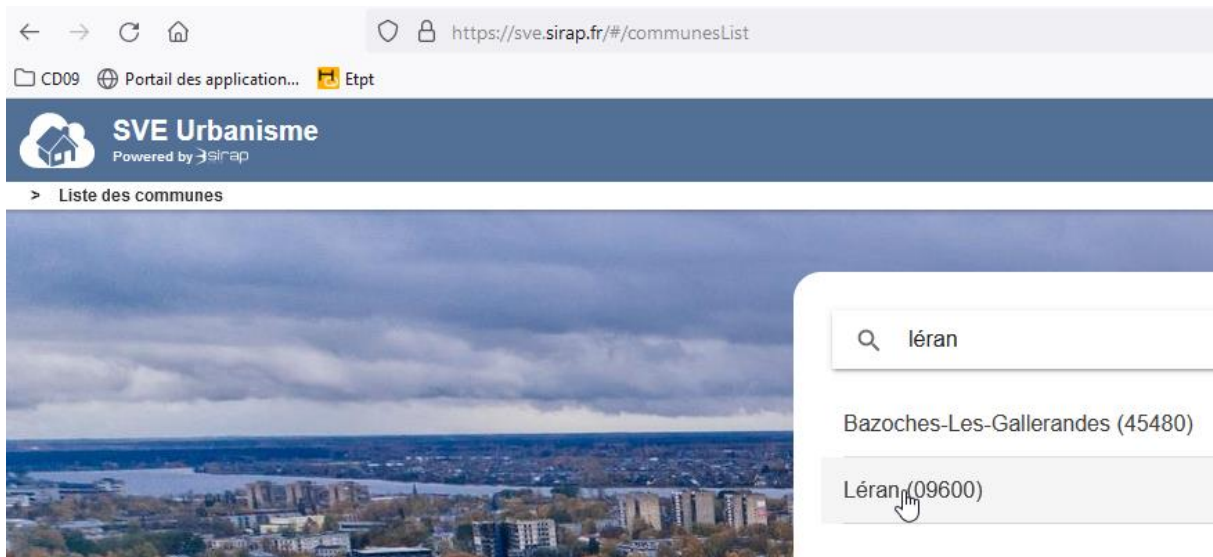 https://sve.sirap.fr/#/communesList
CD09 Portail des application... Etpt
SVE Urbanisme
Powered by sirap
> Liste des communes
léran
Bazoches-Les-Gallerandes (45480)
Léran (09600)